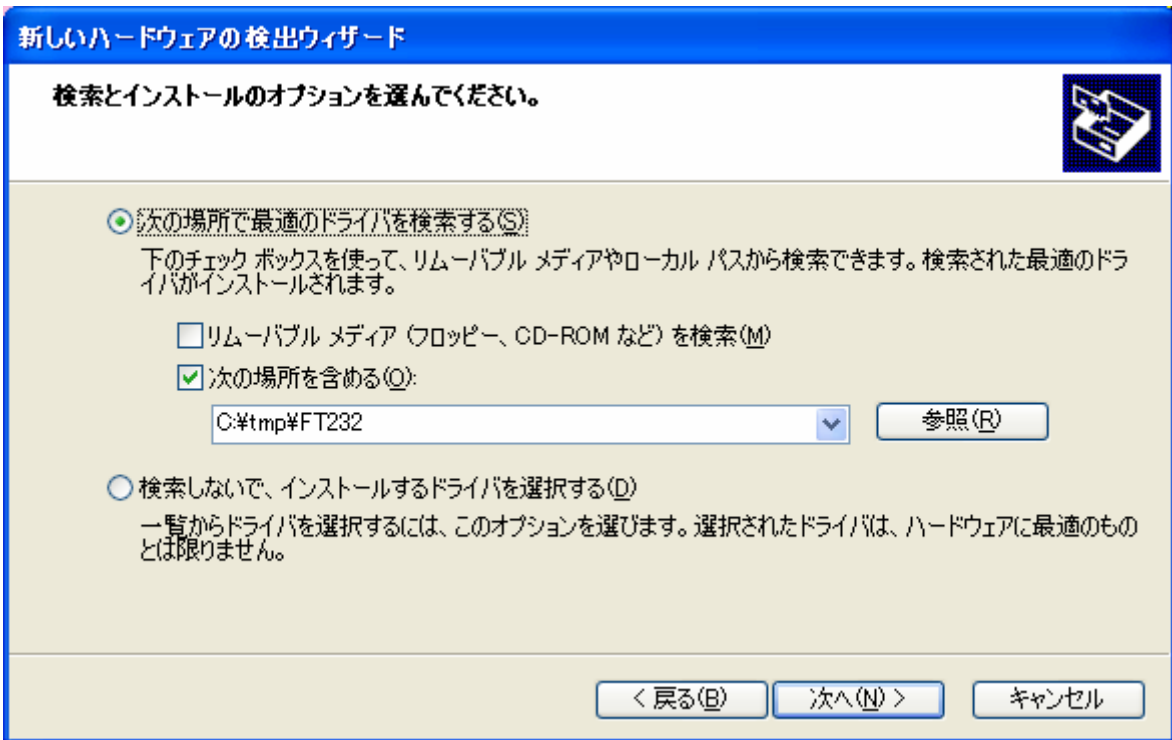 新しいハードウェアの検出ウィザード
検索とインストールのオプションを選んでください。
次の場所で最適のドライバを検索する(S)
下のチェック ボックスを使って、リムーバブル メディアやローカル パスから検索できます。検索された最適のドラ
イバがインストールされます。
リムーバブル メディア (フロッピー、CD-ROM など) を検索(M)
次の場所を含める(O):
C:¥tmp¥FT232
参照(R)
検索しないで、インストールするドライバを選択する(D)
一覧からドライバを選択するには、このオプションを選びます。選択されたドライバは、ハードウェアに最適のもの
とは限りません。
< 戻る(B)
次へ(N) >
キャンセル